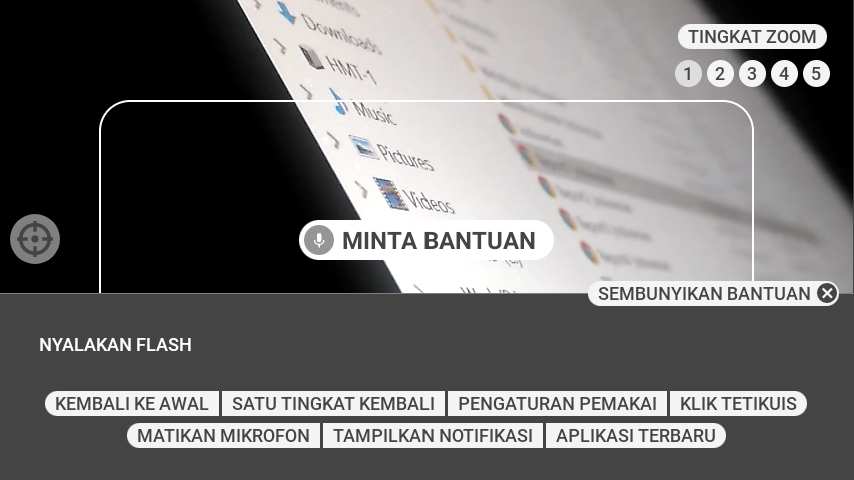 Downloads
HMT-1
Music
Pictures
Videos
TINGKAT ZOOM
1 2 3 4 5
MINTA BANTUAN
SEMBUNYIKAN BANTUAN
NYALAKAN FLASH
KEMBALI KE AWAL
SATU TINGKAT KEMBALI
PENGATURAN PEMAKAI
KLIK TETIKUIS
MATIKAN MIKROFON
TAMPILKAN NOTIFIKASI
APLIKASI TERBARU